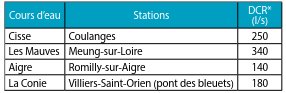 Cours d'eau Stations DCR*
(l/s)
Cisse Coulanges 250
Les Mauves Meung-sur-Loire 340
Aigre Romilly-sur-Aigre 140
La Conie Villiers-Saint-Orien (pont des bleuets) 180